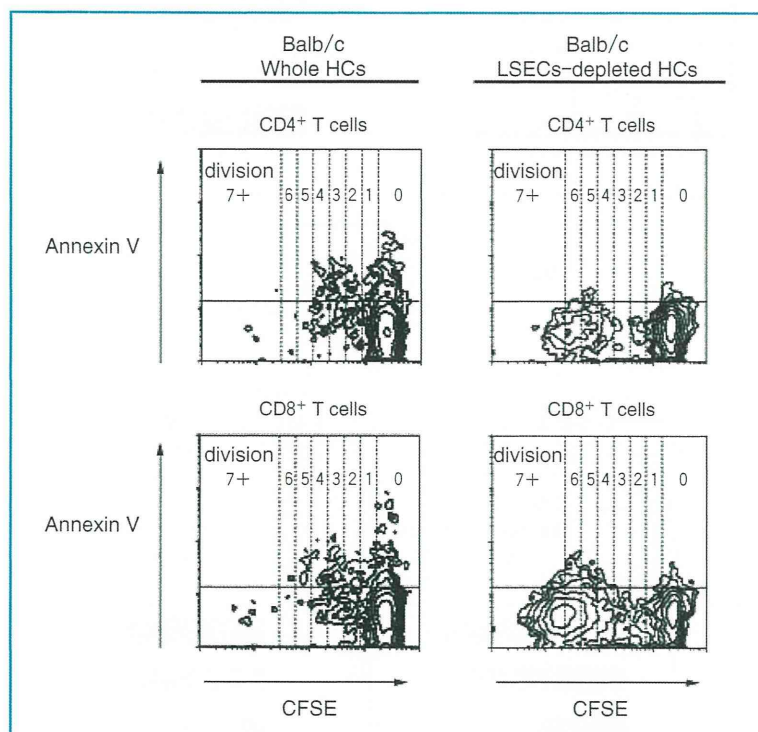 Balb/c
Whole HCs
Balb/c
LSECs-depleted HCs
CD4+ T cells
CD4+ T cells
division
7+ 6 5 4 3 2 1 0
division
7+ 6 5 4 3 2 1 0
Annexin V
CD8+ T cells
CD8+ T cells
division
7+ 6 5 4 3 2 1 0
division
7+ 6 5 4 3 2 1 0
Annexin V
CFSE
CFSE